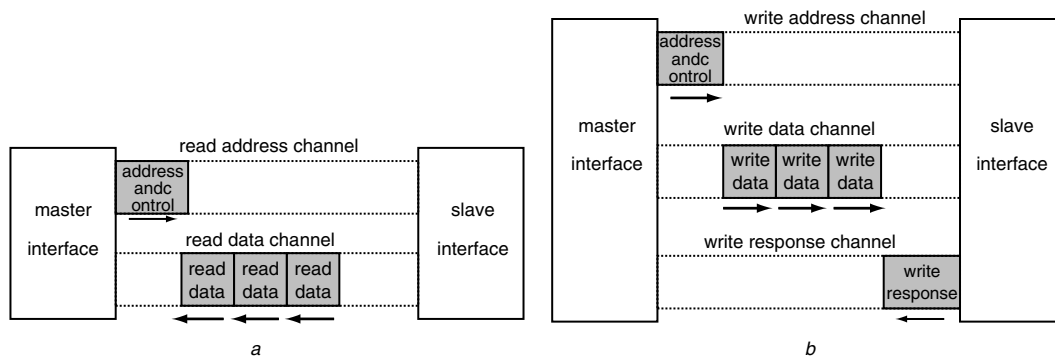 read address channel
address
andc
ontrol
master
interface
slave
interface
read data channel
read
data
read
data
read
data
a
write address channel
address
andc
ontrol
master
interface
slave
interface
write data channel
write
data
write
data
write
data
write response channel
write
response
b